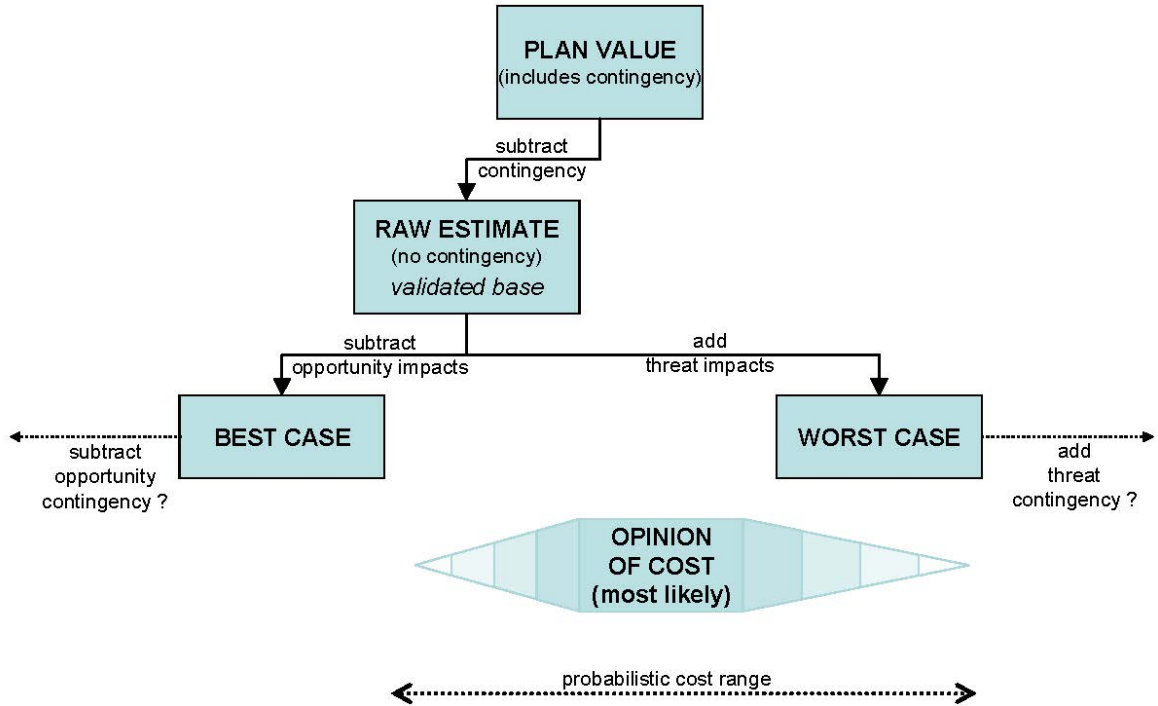 PLAN VALUE
(includes contingency)
subtract
contingency
RAW ESTIMATE
(no contingency)
validated base
subtract
opportunity impacts
add
threat impacts
BEST CASE
WORST CASE
subtract
opportunity
contingency ?
add
threat
contingency ?
OPINION
OF COST
(most likely)
probabilistic cost range